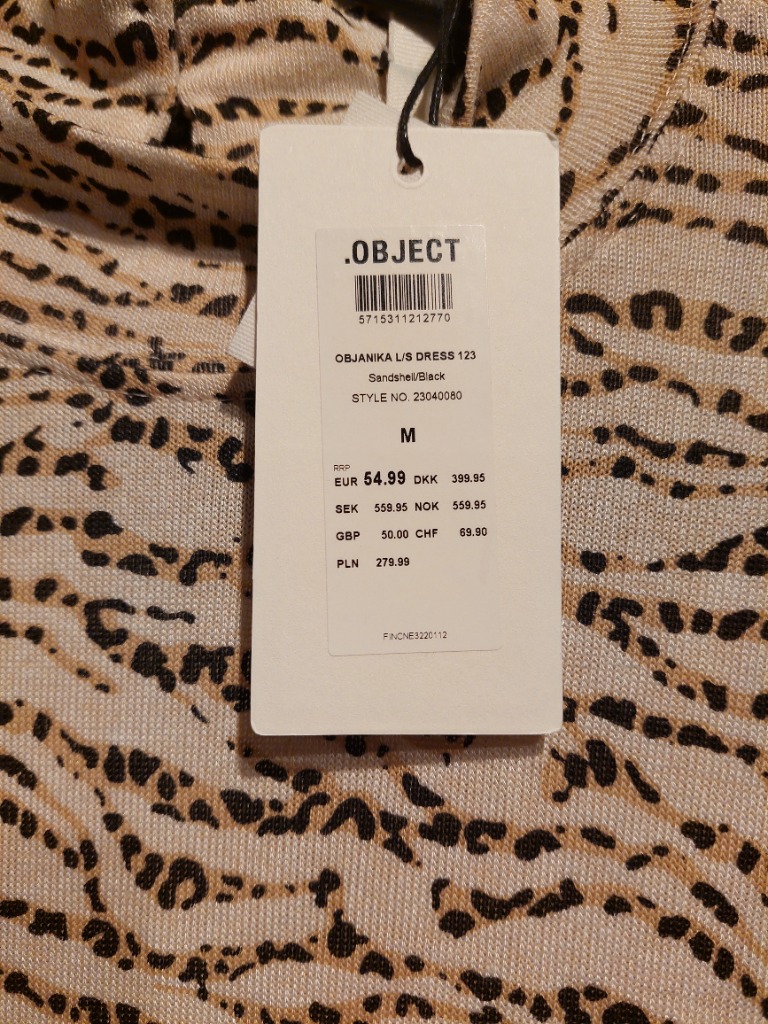 .OBJECT
5715311212770
OBJANIKA L/S DRESS 123
Sandshell/Black
STYLE NO. 23040080
M
RRP
EUR 54.99 DKK 399.95
SEK 559.95 NOK 559.95
GBP 50.00 CHF 69.90
PLN 279.99
FINCNE3220112